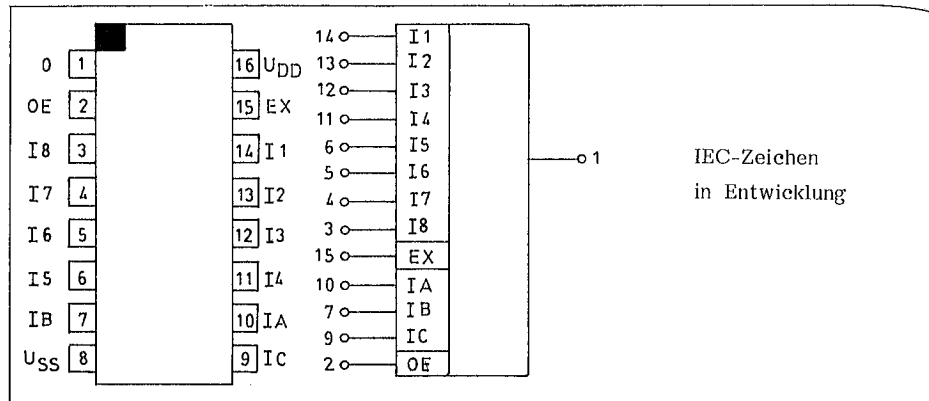 O 1
16 UDD
OE 2
15 EX
I8 3
14 I1
I7 4
13 I2
I6 5
12 I3
I5 6
11 I4
IB 7
10 IA
USS 8
9 IC
14 I1
13 I2
12 I3
11 I4
6 I5
5 I6
4 I7
3 I8
15 EX
10 IA
7 IB
9 IC
2 OE
1
IEC-Zeichen
in Entwicklung